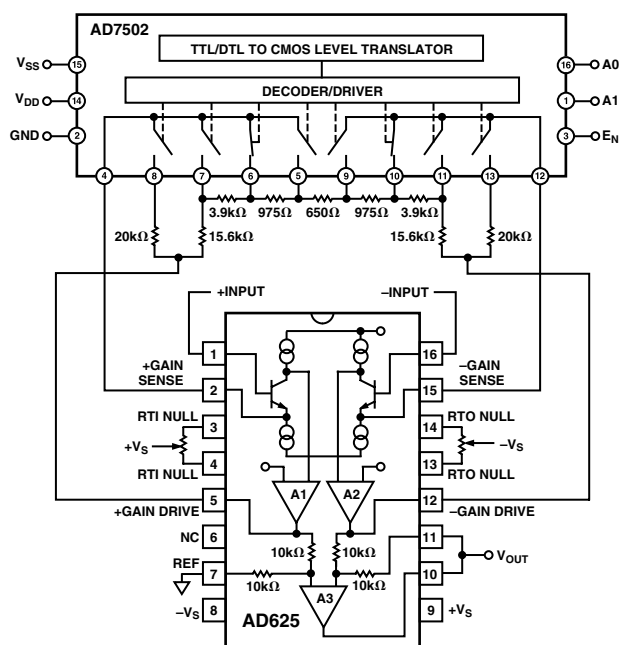 AD7502
TTL/DTL TO CMOS LEVEL TRANSLATOR
DECODER/DRIVER
VSS 15
VDD 14
GND 2
16 A0
1 A1
3 EN
4 8 7 6 5 9 10 11 13 12
3.9kΩ 975Ω 650Ω 975Ω 3.9kΩ
20kΩ 15.6kΩ 15.6kΩ 20kΩ
+INPUT
–INPUT
1
16
+GAIN
SENSE
2
15
–GAIN
SENSE
RTI NULL
3
14
RTO NULL
+VS
–VS
RTI NULL
4
13
RTO NULL
A1
A2
5
12
+GAIN DRIVE
–GAIN DRIVE
NC
6
11
10kΩ
10kΩ
VOUT
REF
7
10
10kΩ
10kΩ
A3
–VS
8
AD625
9
+VS